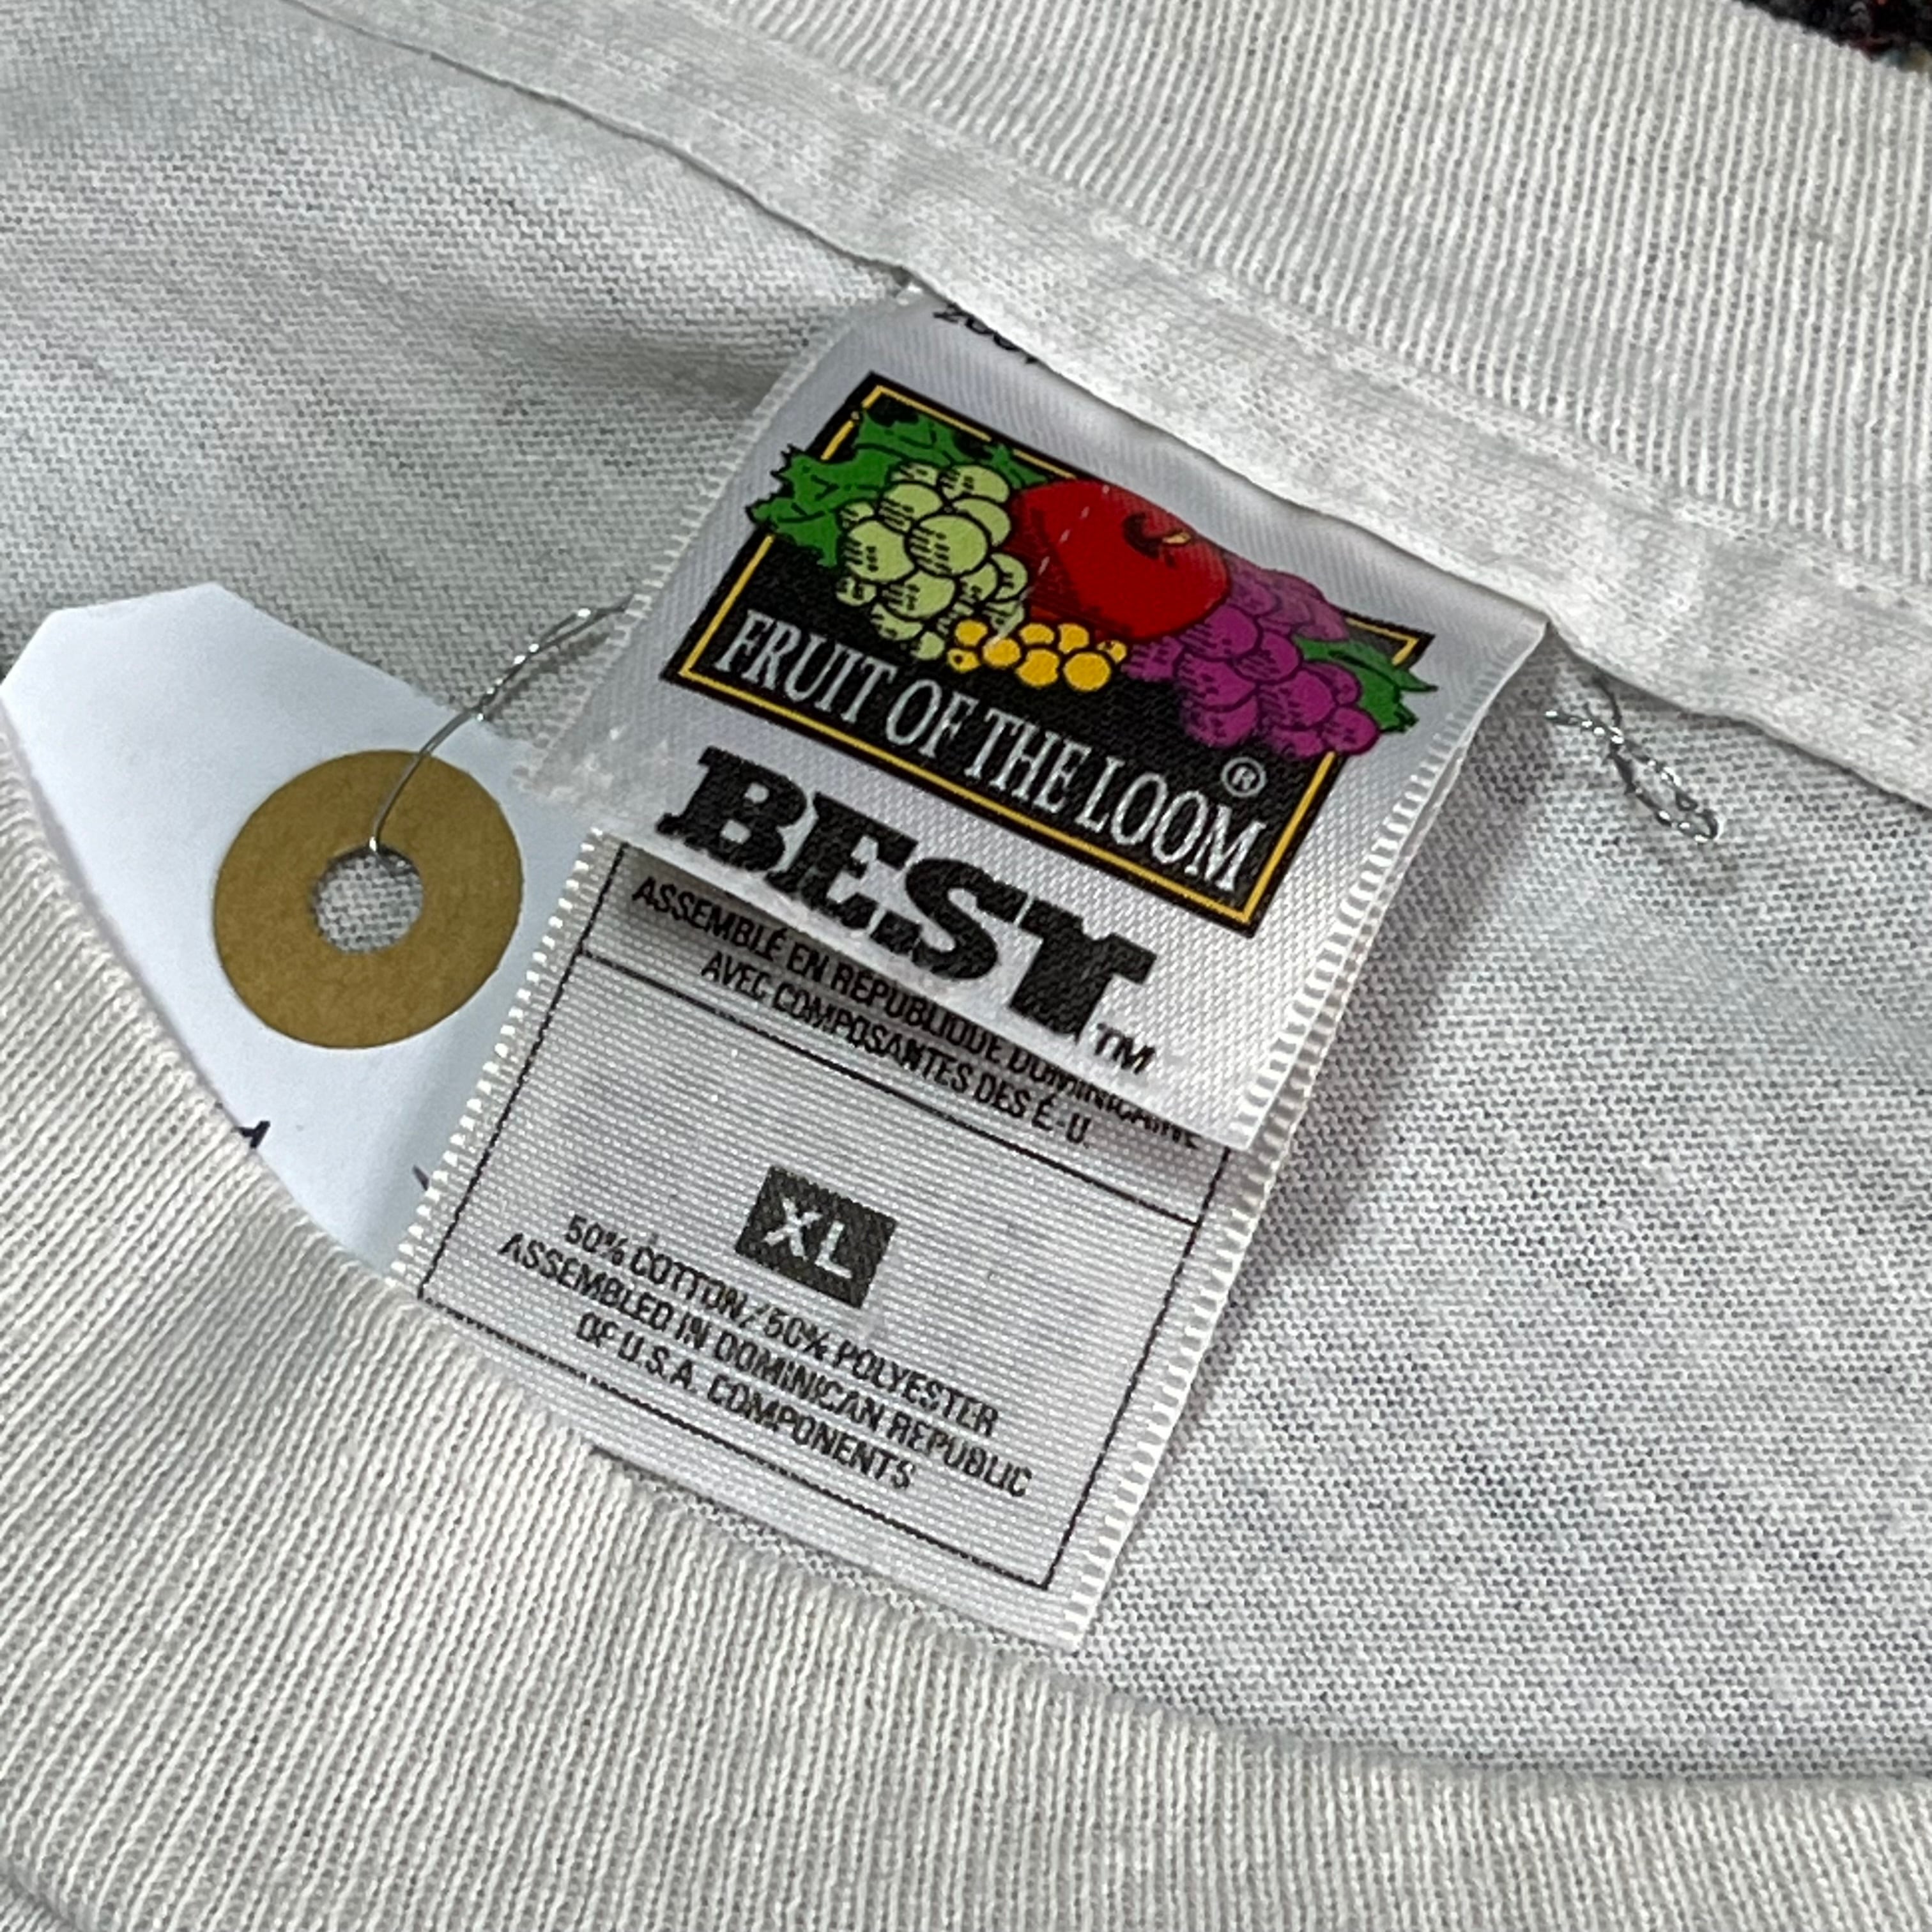 FRUIT OF THE LOOM®
BEST™
ASSEMBLÉ EN REPUBLIQUE DOMINICAINE
AVEC COMPOSANTES DES É-U.
XL
50% COTTON/50% POLYESTER
ASSEMBLED IN DOMINICAN REPUBLIC
OF U.S.A. COMPONENTS